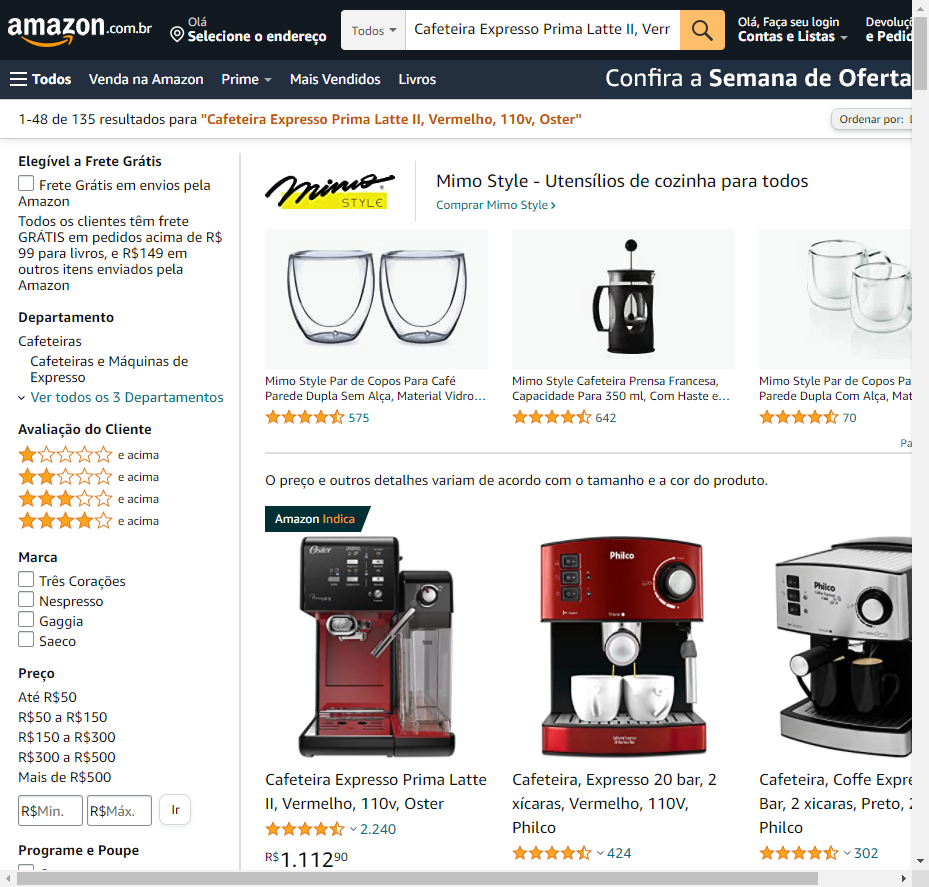 amazon.com.br
Olá
Selecione o endereço
Todos
Cafeteira Expresso Prima Latte II, Verr
Olá, Faça seu login
Contas e Listas
Devoluç
e Pedid
Todos
Venda na Amazon
Prime
Mais Vendidos
Livros
Confira a Semana de Oferta
1-48 de 135 resultados para "Cafeteira Expresso Prima Latte II, Vermelho, 110v, Oster"
Ordenar por:
Elegível a Frete Grátis
Frete Grátis em envios pela
Amazon
Todos os clientes têm frete
GRÁTIS em pedidos acima de R$
99 para livros, e R$149 em
outros itens enviados pela
Amazon
Departamento
Cafeteiras
Cafeteiras e Máquinas de
Expresso
Ver todos os 3 Departamentos
Avaliação do Cliente
e acima
e acima
e acima
e acima
Marca
Três Corações
Nespresso
Gaggia
Saeco
Preço
Até R$50
R$50 a R$150
R$150 a R$300
R$300 a R$500
Mais de R$500
R$Min.
R$Máx.
Ir
Programe e Poupe
mimo
STYLE
Mimo Style - Utensílios de cozinha para todos
Comprar Mimo Style
Mimo Style Par de Copos Para Café
Parede Dupla Sem Alça, Material Vidro…
575
Mimo Style Cafeteira Prensa Francesa,
Capacidade Para 350 ml, Com Haste e…
642
Mimo Style Par de Copos Pa
Parede Dupla Com Alça, Mat
70
Pa
O preço e outros detalhes variam de acordo com o tamanho e a cor do produto.
Amazon Indica
Oster
Philco
Philco
Cafeteira Expresso Prima Latte
II, Vermelho, 110v, Oster
2.240
R$1.11290
Cafeteira, Expresso 20 bar, 2
xícaras, Vermelho, 110V,
Philco
424
Cafeteira, Coffe Expre
Bar, 2 xicaras, Preto, 2
Philco
302